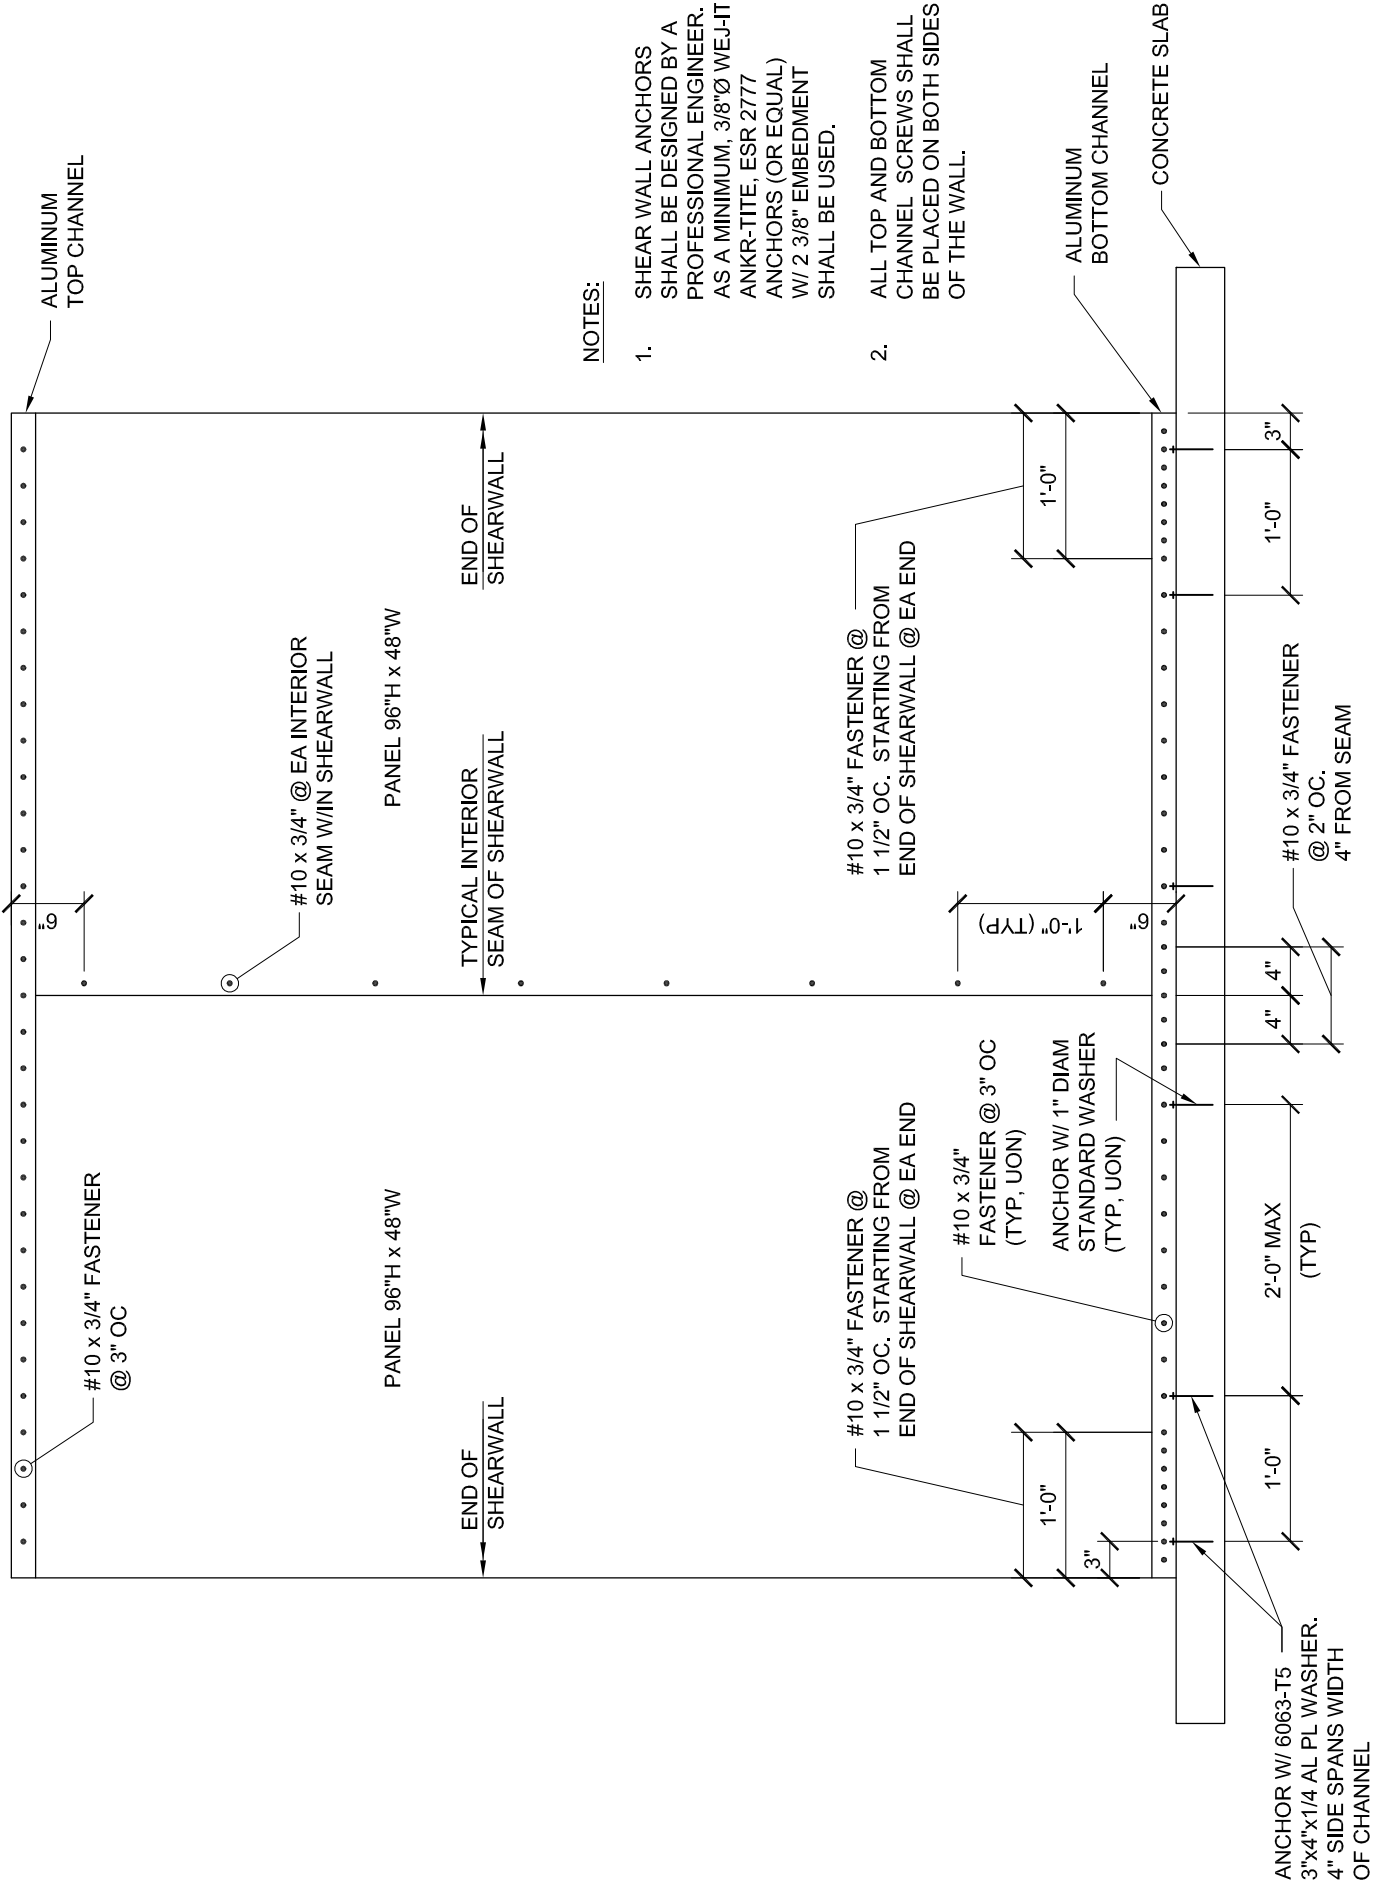 ALUMINUM
TOP CHANNEL
#10 x 3/4" FASTENER
@ 3" OC
6"
#10 x 3/4" @ EA INTERIOR
SEAM W/IN SHEARWALL
PANEL 96"H x 48"W
PANEL 96"H x 48"W
END OF
SHEARWALL
TYPICAL INTERIOR
SEAM OF SHEARWALL
END OF
SHEARWALL
NOTES:
1.
SHEAR WALL ANCHORS
SHALL BE DESIGNED BY A
PROFESSIONAL ENGINEER.
AS A MINIMUM, 3/8"Ø WEJ-IT
ANKR-TITE, ESR 2777
ANCHORS (OR EQUAL)
W/ 2 3/8" EMBEDMENT
SHALL BE USED.
2.
ALL TOP AND BOTTOM
CHANNEL SCREWS SHALL
BE PLACED ON BOTH SIDES
OF THE WALL.
#10 x 3/4" FASTENER @
1 1/2" OC. STARTING FROM
END OF SHEARWALL @ EA END
#10 x 3/4" FASTENER @
1 1/2" OC. STARTING FROM
END OF SHEARWALL @ EA END
#10 x 3/4"
FASTENER @ 3" OC
(TYP, UON)
1'-0" (TYP)
6"
1'-0"
1'-0"
3"
ANCHOR W/ 1" DIAM
STANDARD WASHER
(TYP, UON)
ALUMINUM
BOTTOM CHANNEL
CONCRETE SLAB
1'-0"
2'-0" MAX
(TYP)
4"
4"
1'-0"
3"
ANCHOR W/ 6063-T5
3"x4"x1/4 AL PL WASHER.
4" SIDE SPANS WIDTH
OF CHANNEL
#10 x 3/4" FASTENER
@ 2" OC.
4" FROM SEAM